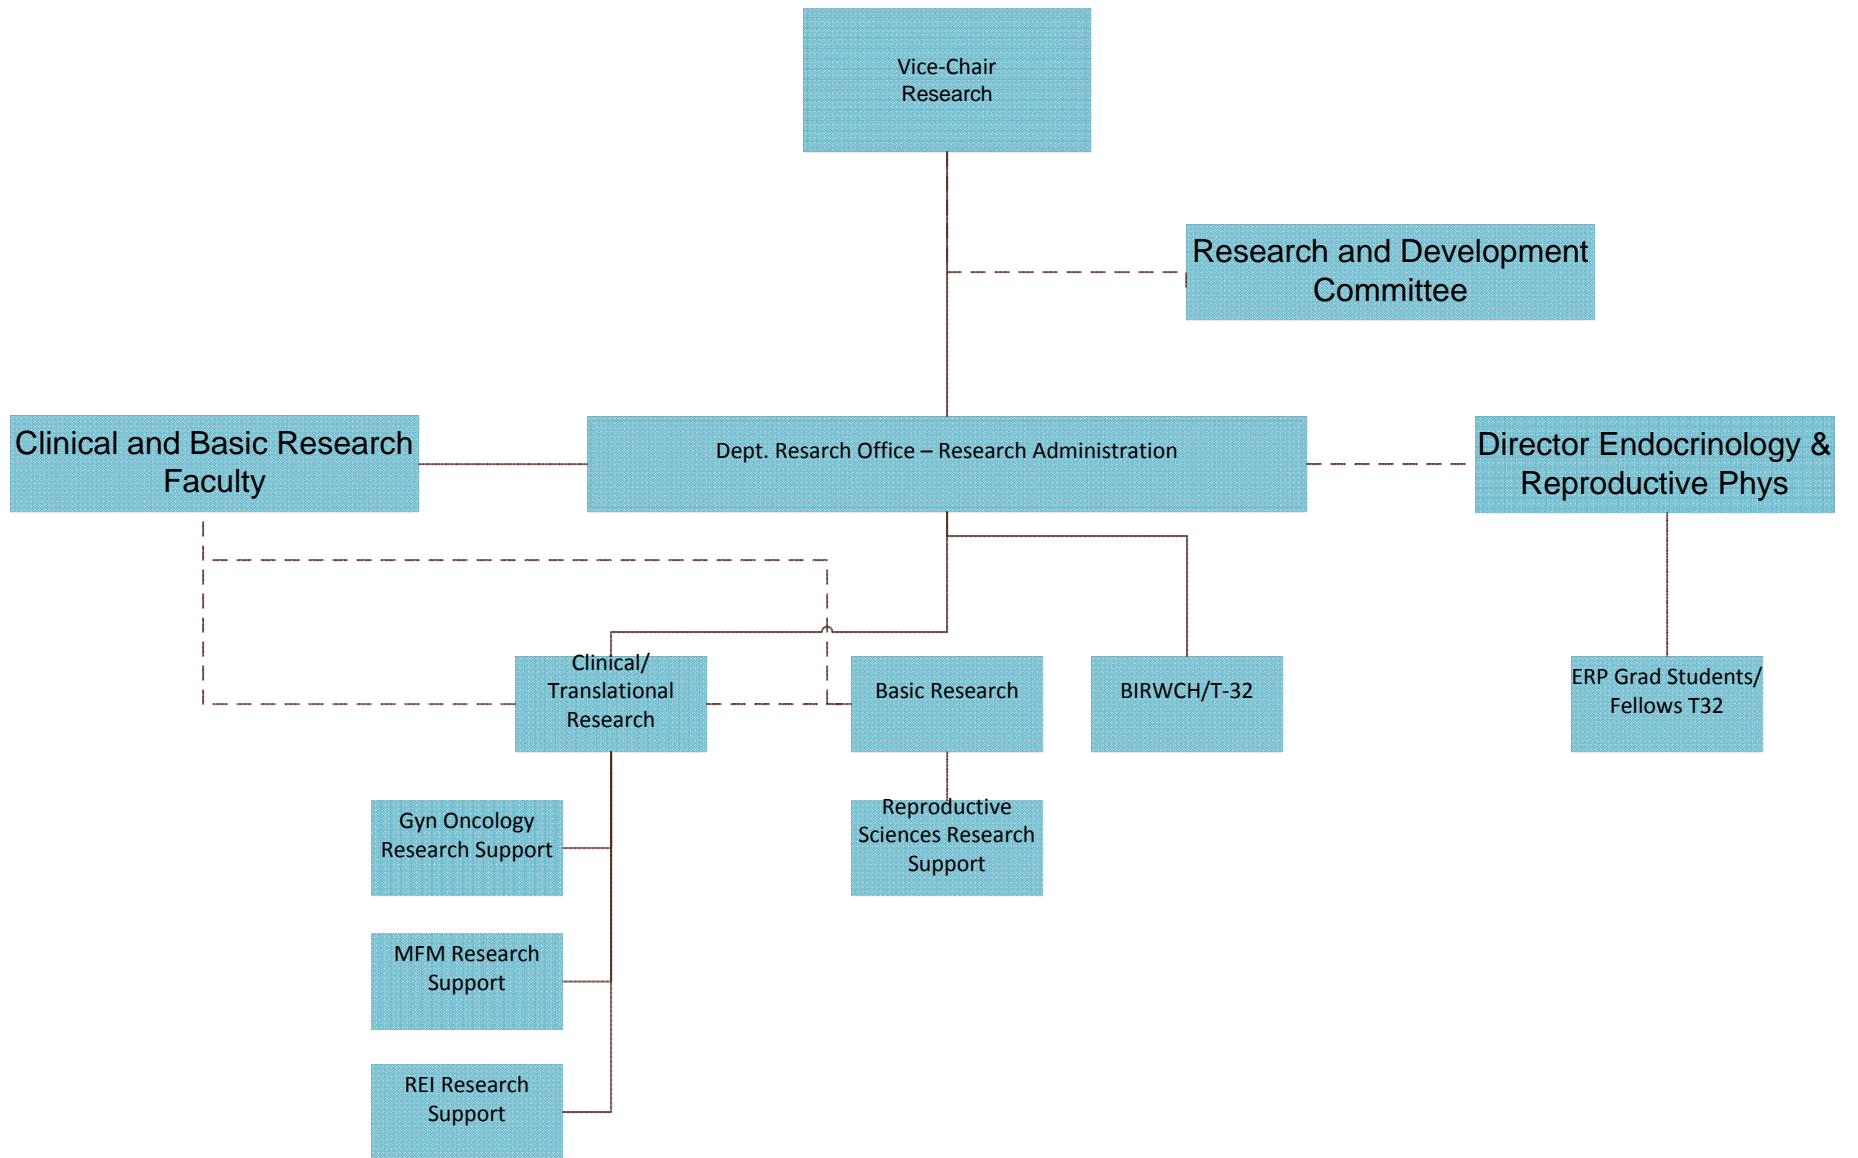 Vice-Chair
Research
Research and Development
Committee
Clinical and Basic Research
Faculty
Dept. Resarch Office – Research Administration
Director Endocrinology &
Reproductive Phys
Clinical/
Translational
Research
Basic Research
BIRWCH/T-32
ERP Grad Students/
Fellows T32
Gyn Oncology
Research Support
Reproductive
Sciences Research
Support
MFM Research
Support
REI Research
Support